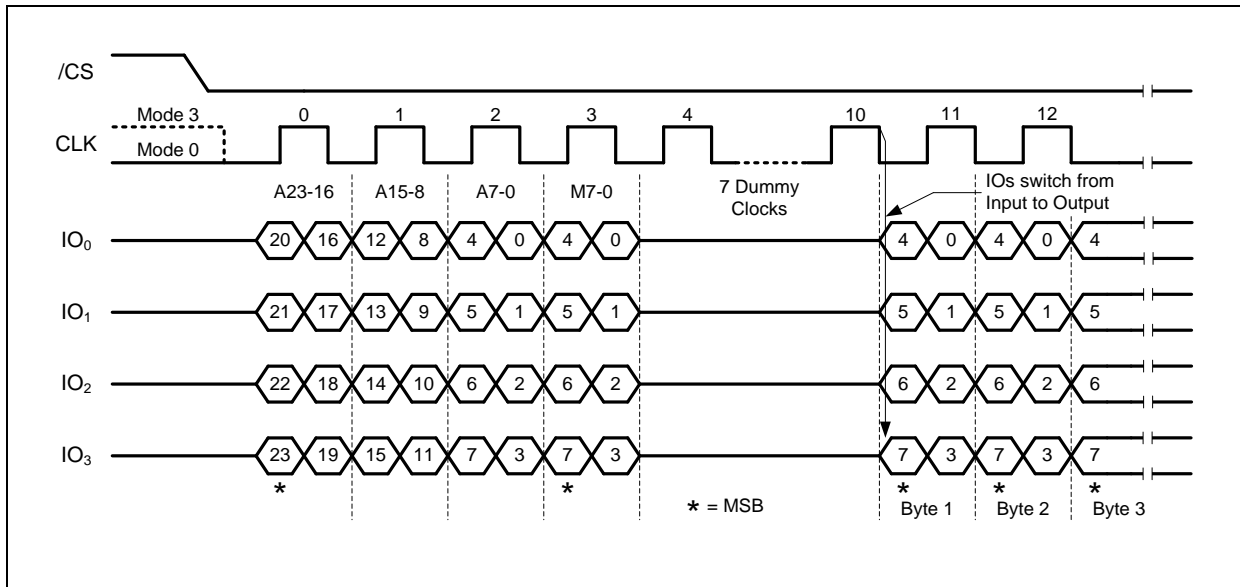 /CS
Mode 3
Mode 0
CLK
0 1 2 3 4 10 11 12
A23-16 A15-8 A7-0 M7-0
7 Dummy
Clocks
IOs switch from
Input to Output
IO0 20 16 12 8 4 0 4 0 4 0 4 0 4
IO1 21 17 13 9 5 1 5 1 5 1 5 1 5
IO2 22 18 14 10 6 2 6 2 6 2 6 2 6
IO3 23 19 15 11 7 3 7 3 7 3 7 3 7
* * * * *
* = MSB
Byte 1 Byte 2 Byte 3